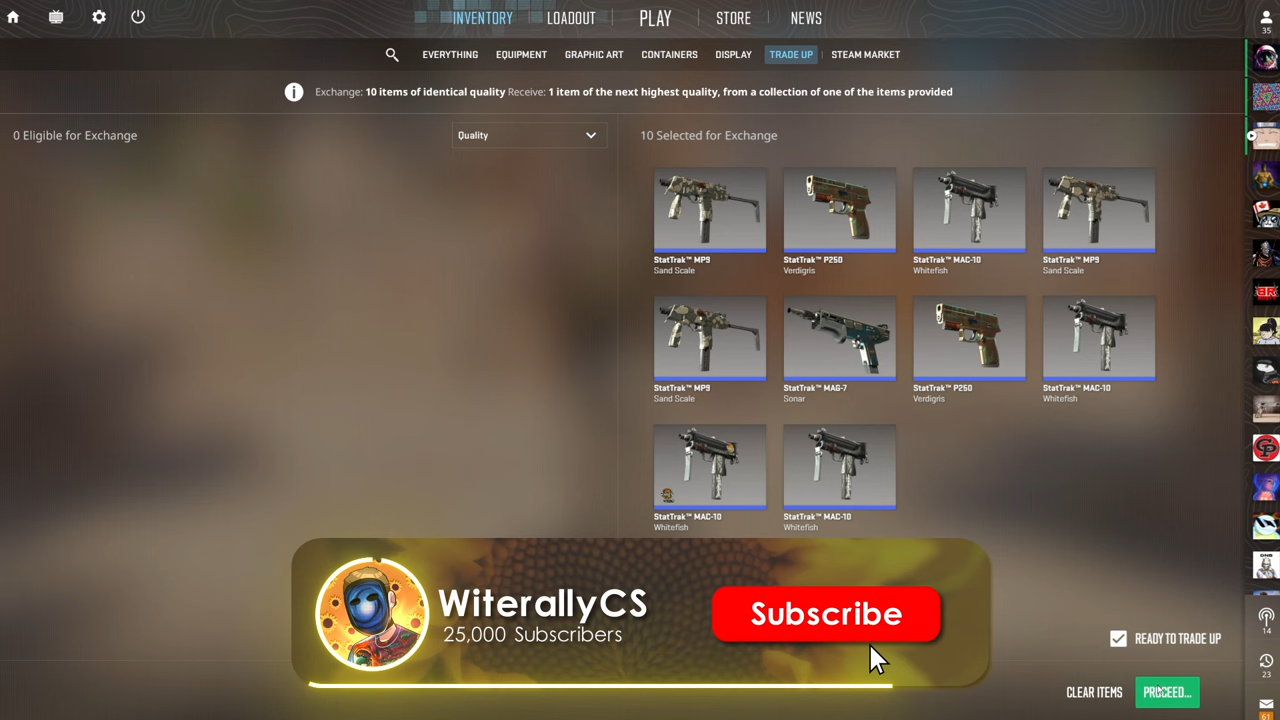 INVENTORY LOADOUT PLAY STORE NEWS
35
EVERYTHING EQUIPMENT GRAPHIC ART CONTAINERS DISPLAY TRADE UP STEAM MARKET
Exchange: 10 items of identical quality Receive: 1 item of the next highest quality, from a collection of one of the items provided
0 Eligible for Exchange
Quality
10 Selected for Exchange
StatTrak™ MP9
Sand Scale
StatTrak™ P250
Verdigris
StatTrak™ MAC-10
Whitefish
StatTrak™ MP9
Sand Scale
StatTrak™ MP9
Sand Scale
StatTrak™ MAG-7
Sonar
StatTrak™ P250
Verdigris
StatTrak™ MAC-10
Whitefish
StatTrak™ MAC-10
Whitefish
StatTrak™ MAC-10
Whitefish
WiterallyCS
25,000 Subscribers
Subscribe
READY TO TRADE UP
CLEAR ITEMS
PROCEED...
14
23
61